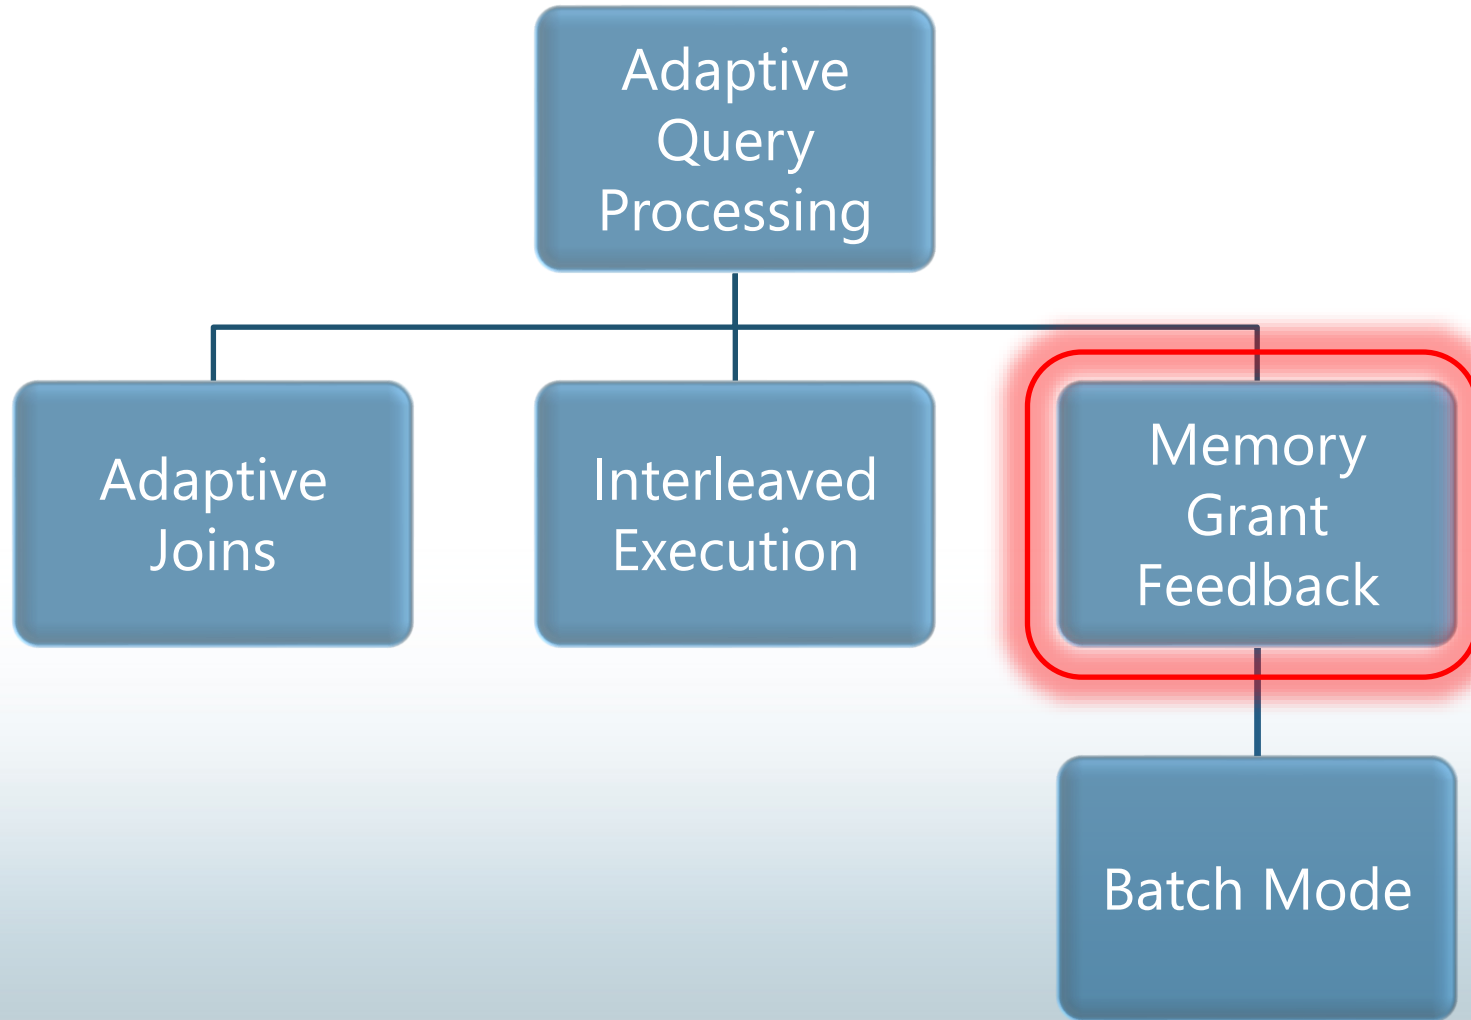 Adaptive
Query
Processing
Adaptive
Joins
Interleaved
Execution
Memory
Grant
Feedback
Batch Mode